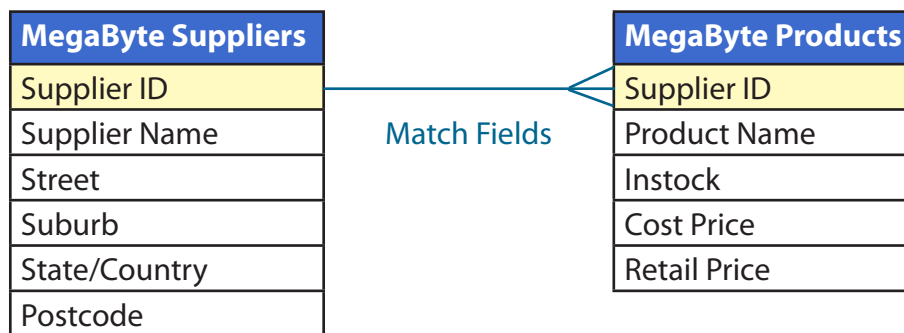 MegaByte Suppliers
Supplier ID
Supplier Name
Street
Suburb
State/Country
Postcode
Match Fields
MegaByte Products
Supplier ID
Product Name
Instock
Cost Price
Retail Price